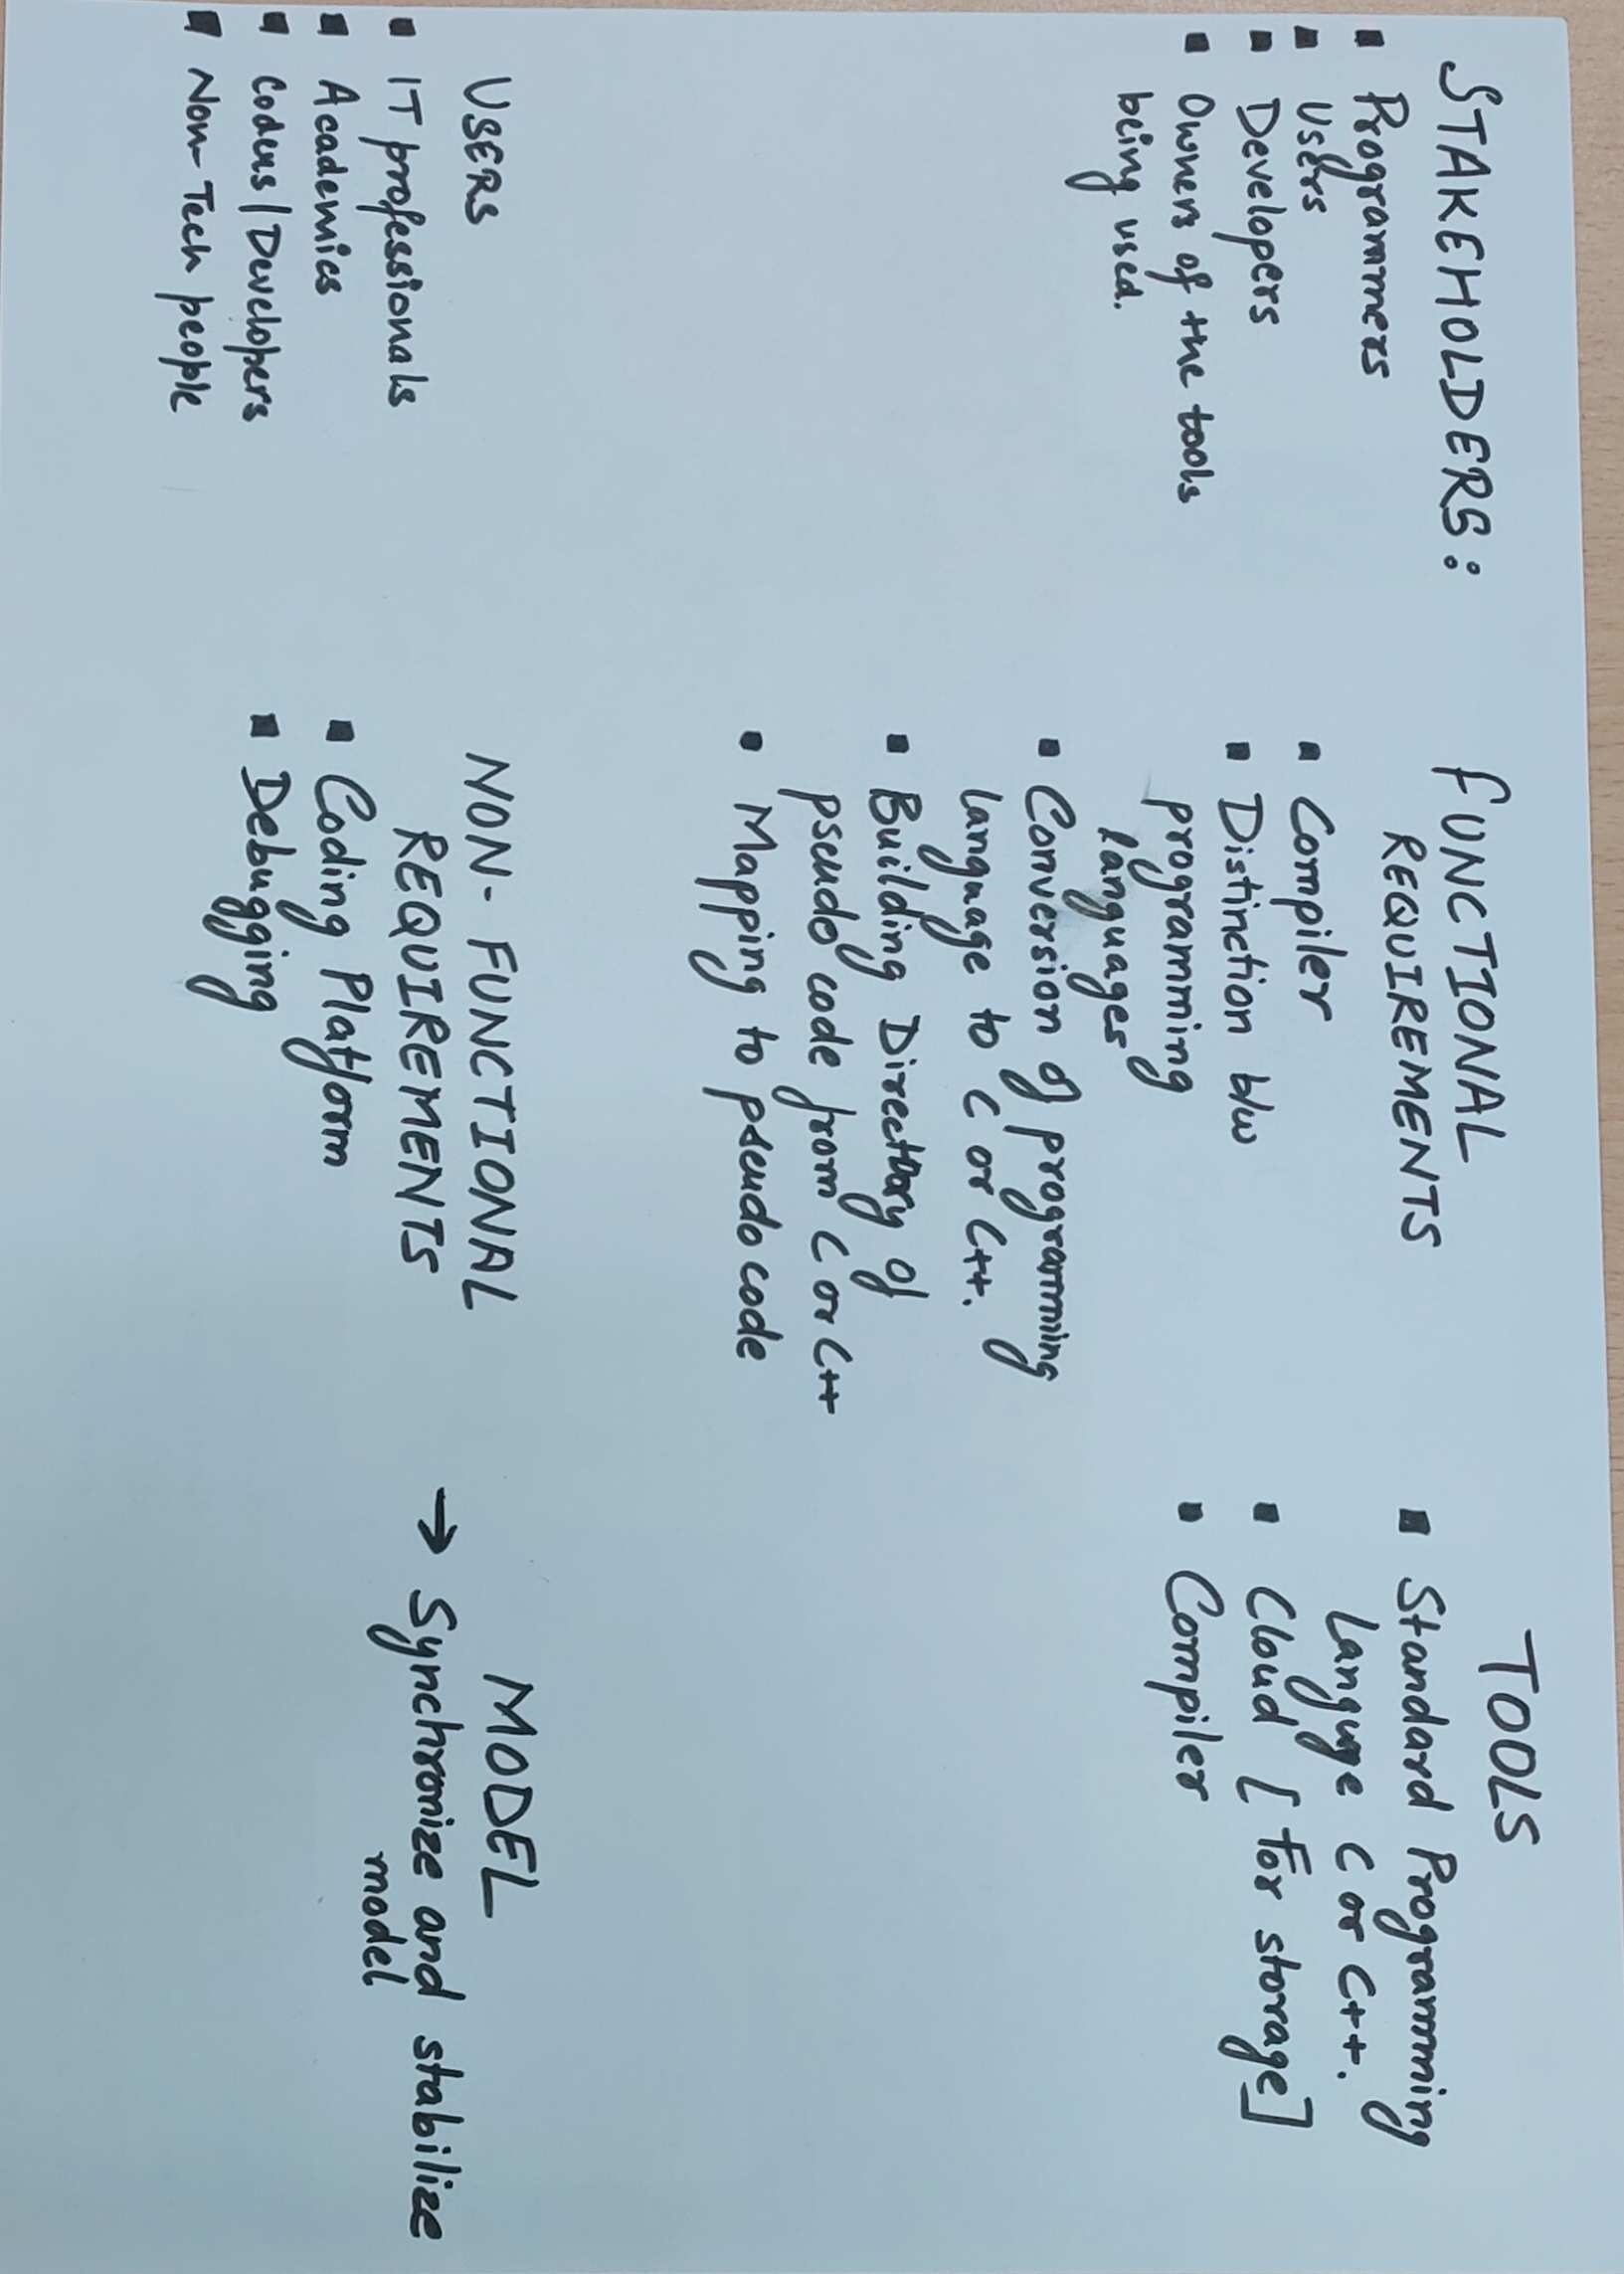 STAKEHOLDERS:
▪ Programmers
▪ Users
▪ Developers
▪ Owners of the tools
being used.
FUNCTIONAL
REQUIREMENTS
▪ Compiler
▪ Distinction b/w
programming
languages
▪ Conversion of programming
language to C or C++.
▪ Building Directory of
pseudo code from C or C++
▪ Mapping to pseudo code
TOOLS
▪ Standard Programming
Languge C or C++.
▪ Cloud [For storage]
▪ Compiler
USERS
▪ IT professionals
▪ Academics
▪ Coders/Developers
▪ Non-Tech people
NON-FUNCTIONAL
REQUIREMENTS
▪ Coding Platform
▪ Debugging
MODEL
→ Synchronize and stabilize
model